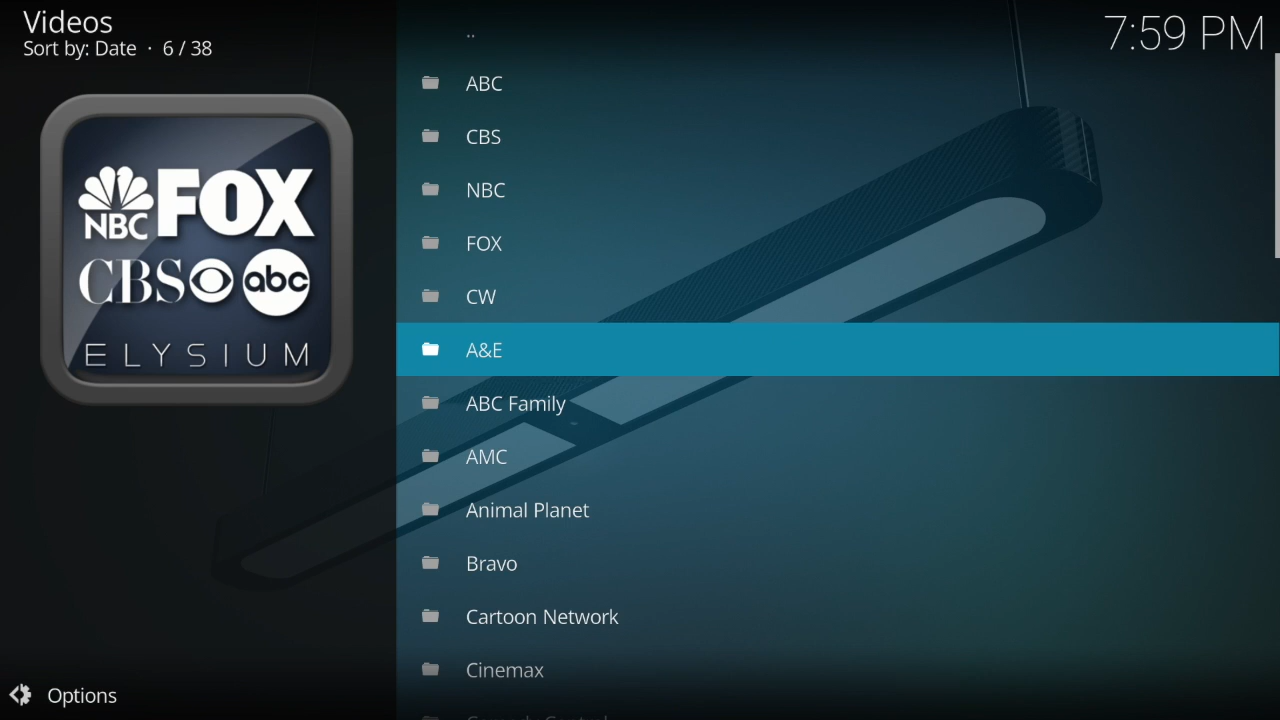 Videos
Sort by: Date · 6 / 38
7:59 PM
NBC FOX
CBS abc
ELYSIUM
..
ABC
CBS
NBC
FOX
CW
A&E
ABC Family
AMC
Animal Planet
Bravo
Cartoon Network
Cinemax
Options